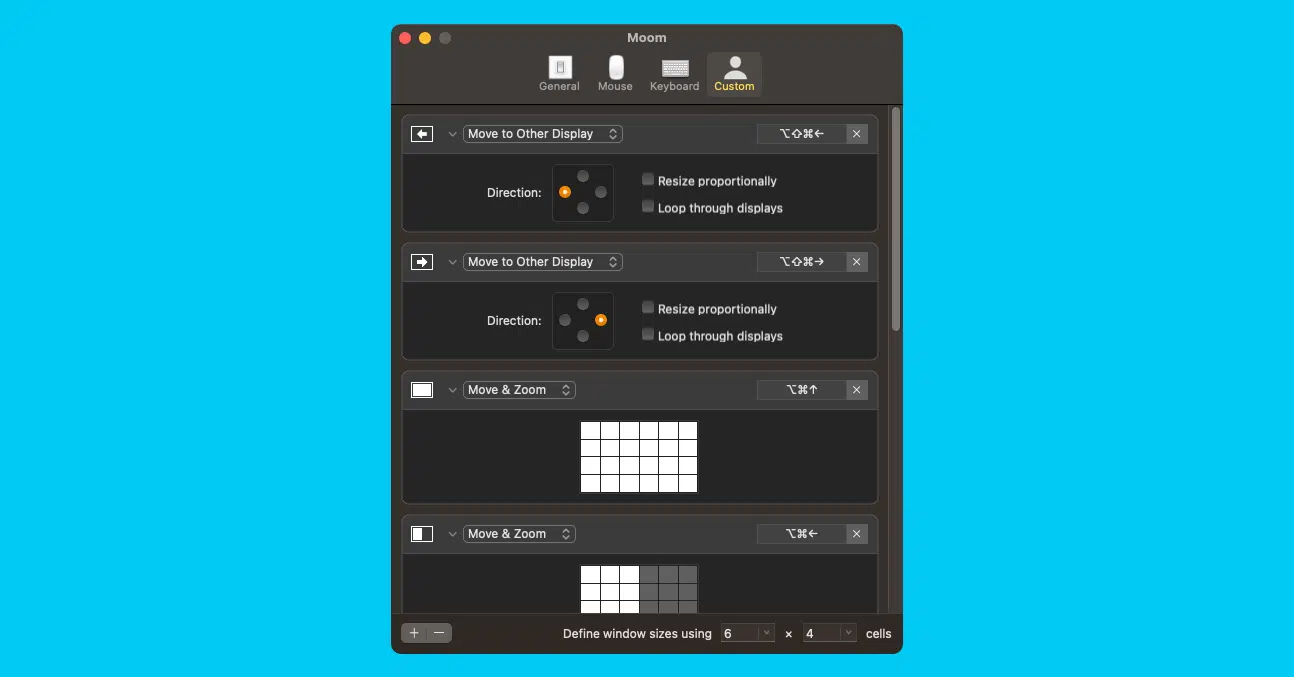 Moom
General Mouse Keyboard Custom
Move to Other Display ⌥⇧⌘←
Resize proportionally
Direction:
Loop through displays
Move to Other Display ⌥⇧⌘→
Resize proportionally
Direction:
Loop through displays
Move & Zoom ⌥⌘↑
Move & Zoom ⌥⌘←
Define window sizes using 6 × 4 cells